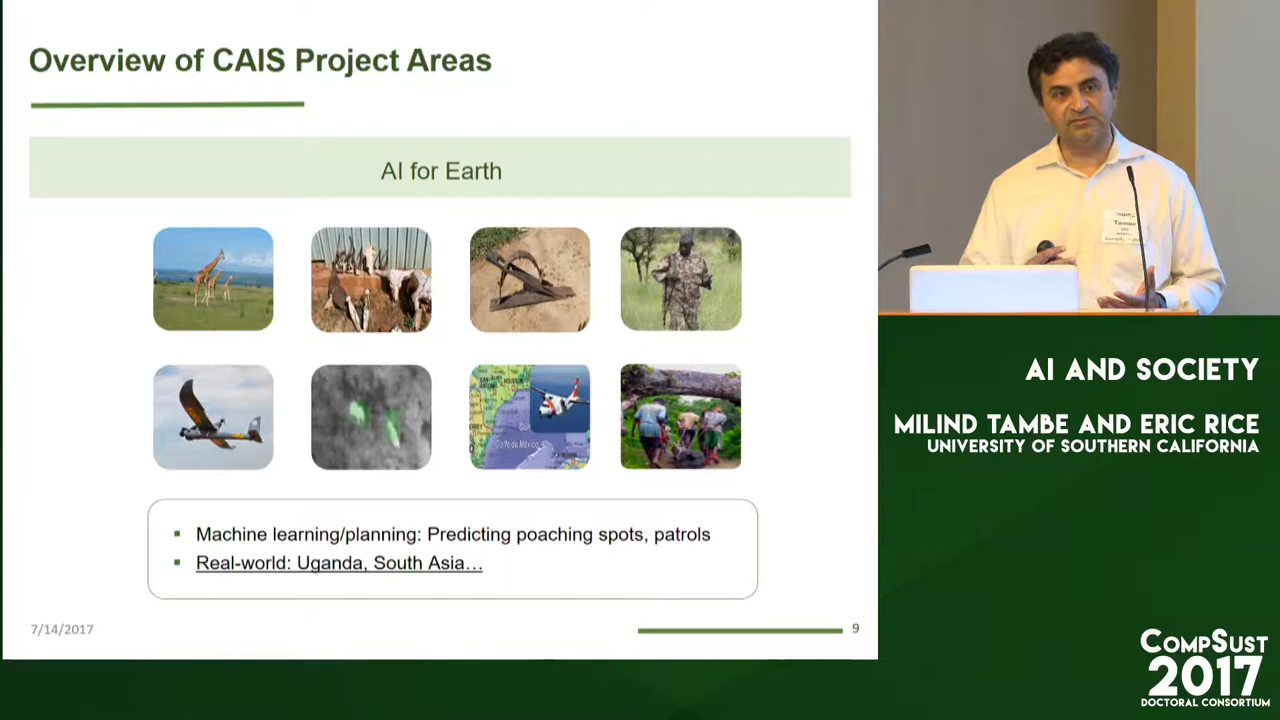 Overview of CAIS Project Areas
AI for Earth
Machine learning/planning: Predicting poaching spots, patrols
Real-world: Uganda, South Asia…
7/14/2017
9
Tambe
AI AND SOCIETY
MILIND TAMBE AND ERIC RICE
UNIVERSITY OF SOUTHERN CALIFORNIA
COMPSUST
2017
DOCTORAL CONSORTIUM